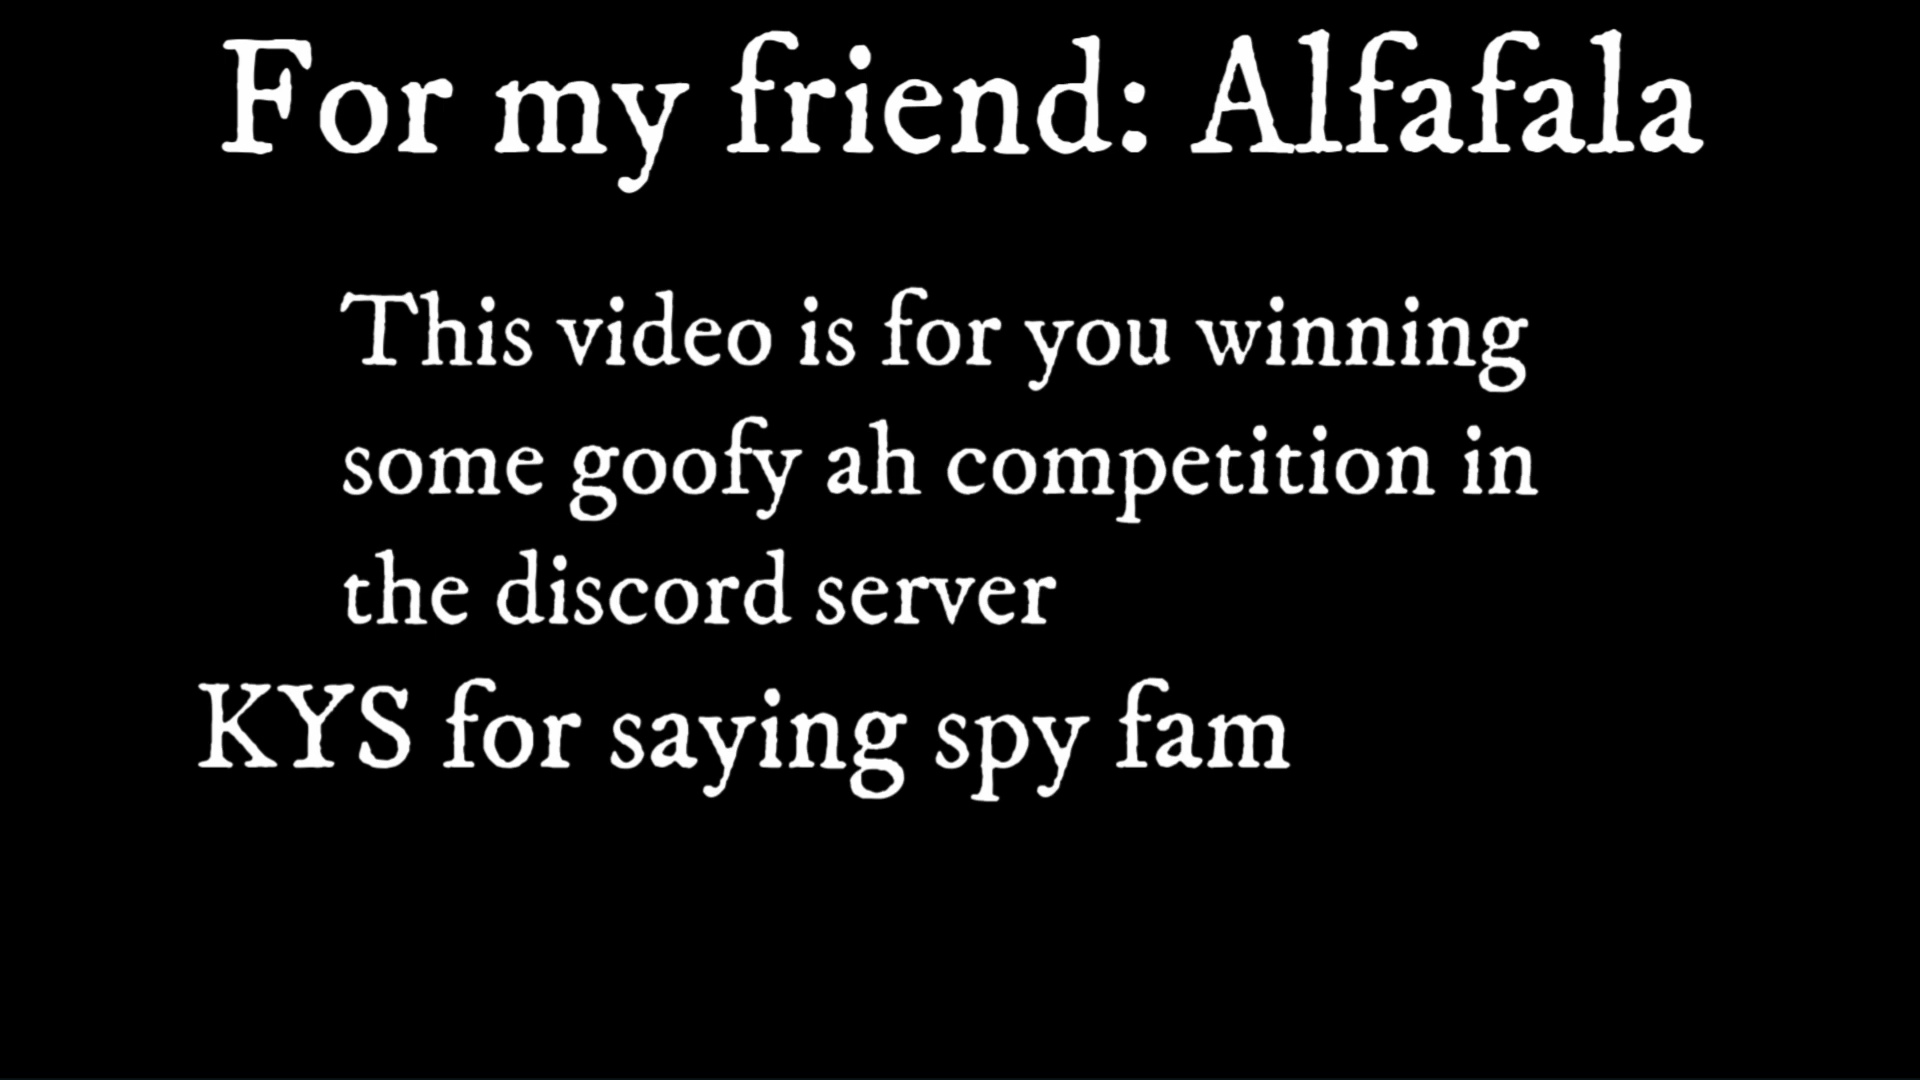 For my friend: Alfafala
This video is for you winning
some goofy ah competition in
the discord server
KYS for saying spy fam